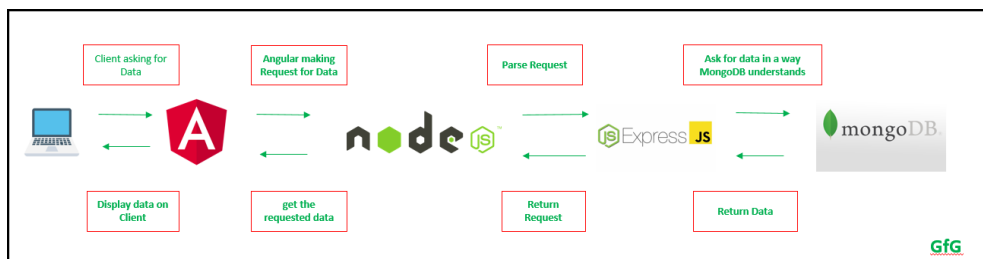 Client asking for
Data
Angular making
Request for Data
Parse Request
Ask for data in a way
MongoDB understands
A
node
JS
JS Express JS
mongoDB
Display data on
Client
get the
requested data
Return
Request
Return Data
GfG